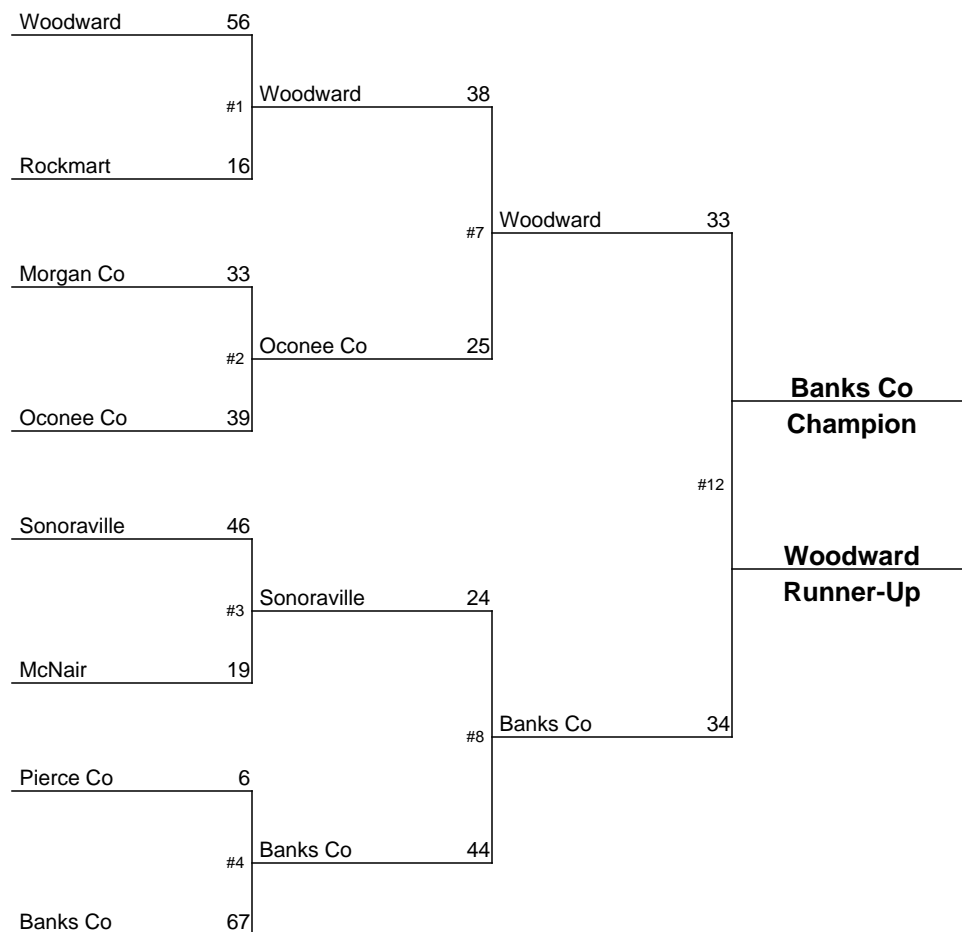 Woodward 56
#1 Woodward 38
Rockmart 16
#7 Woodward 33
Morgan Co 33
#2 Oconee Co 25
Banks Co
Champion
Oconee Co 39
#12
Sonoraville 46
Woodward
Runner-Up
#3 Sonoraville 24
McNair 19
#8 Banks Co 34
Pierce Co 6
#4 Banks Co 44
Banks Co 67